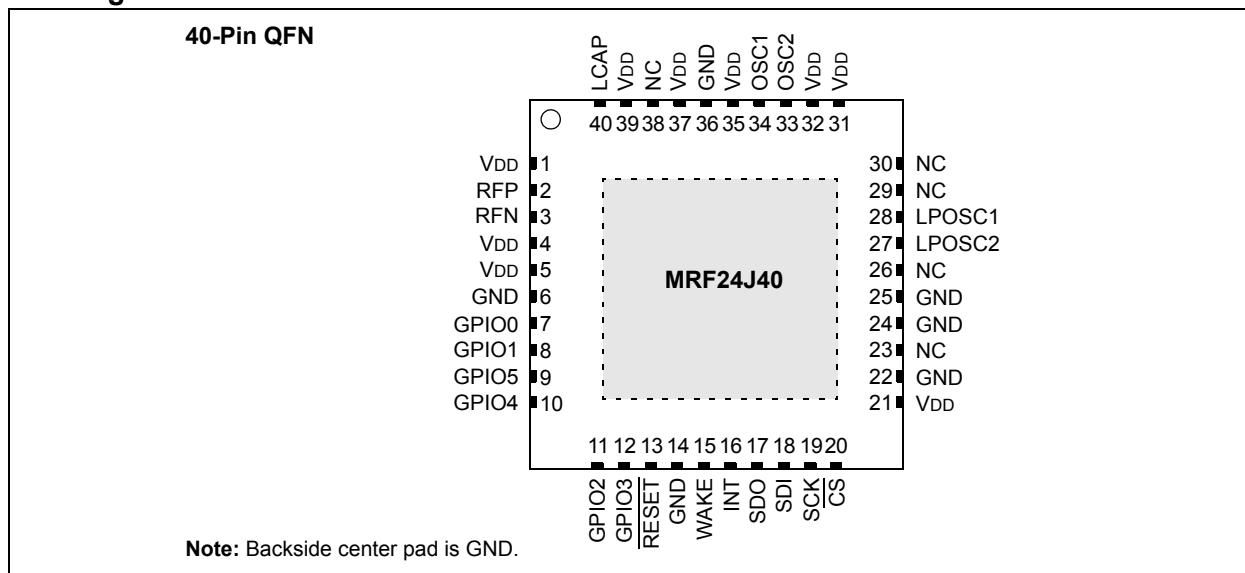 40-Pin QFN
LCAP
VDD
NC
VDD
GND
VDD
OSC1
OSC2
VDD
VDD
40 39 38 37 36 35 34 33 32 31
VDD 1
RFP 2
RFN 3
VDD 4
VDD 5
GND 6
GPIO0 7
GPIO1 8
GPIO5 9
GPIO4 10
MRF24J40
30 NC
29 NC
28 LPOSC1
27 LPOSC2
26 NC
25 GND
24 GND
23 NC
22 GND
21 VDD
11 12 13 14 15 16 17 18 19 20
GPIO2
GPIO3
RESET
GND
WAKE
INT
SDO
SDI
SCK
CS
Note: Backside center pad is GND.